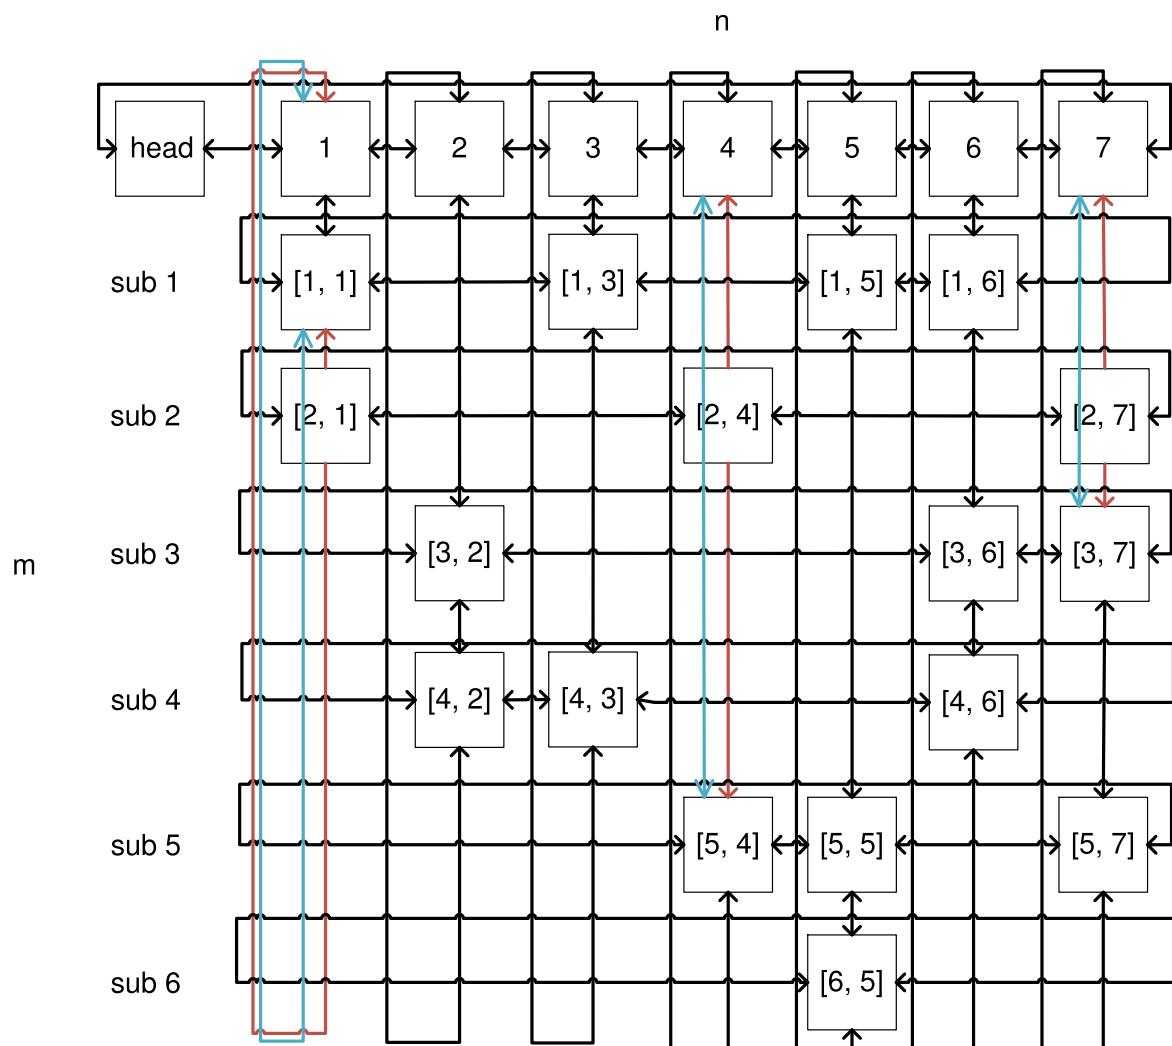 n
head 1 2 3 4 5 6 7
sub 1 [1, 1] [1, 3] [1, 5] [1, 6]
sub 2 [2, 1] [2, 4] [2, 7]
sub 3 [3, 2] [3, 6] [3, 7]
m
sub 4 [4, 2] [4, 3] [4, 6]
sub 5 [5, 4] [5, 5] [5, 7]
sub 6 [6, 5]